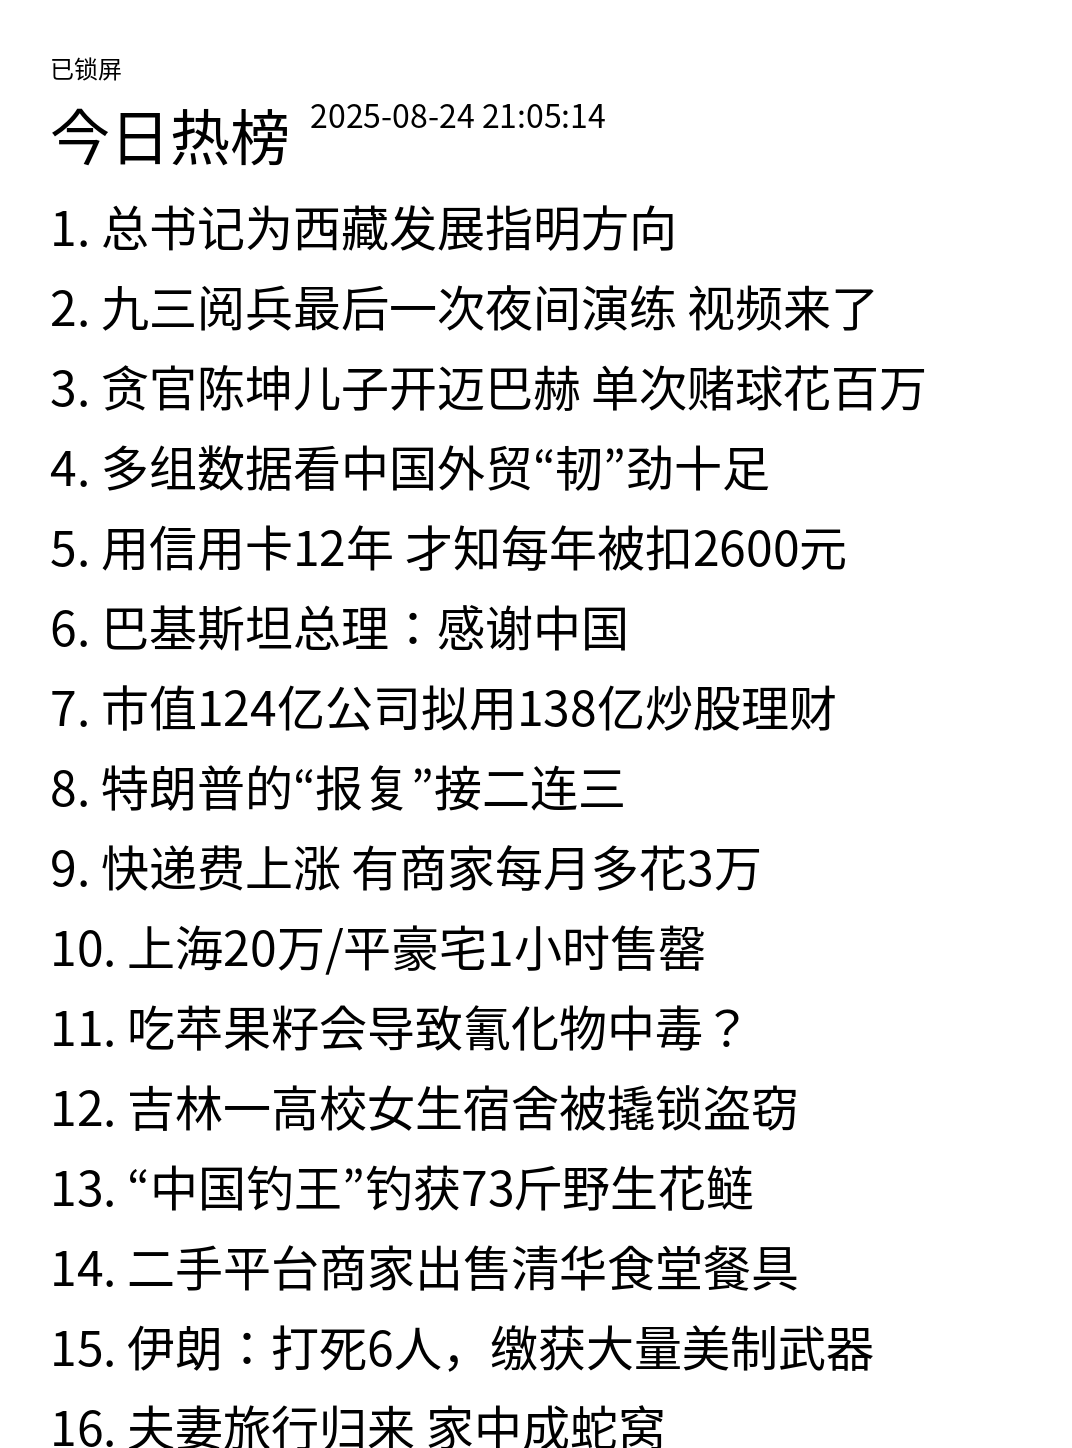 已锁屏
今日热榜 2025-08-24 21:05:14
1. 总书记为西藏发展指明方向
2. 九三阅兵最后一次夜间演练 视频来了
3. 贪官陈坤儿子开迈巴赫 单次赌球花百万
4. 多组数据看中国外贸“韧”劲十足
5. 用信用卡12年 才知每年被扣2600元
6. 巴基斯坦总理：感谢中国
7. 市值124亿公司拟用138亿炒股理财
8. 特朗普的“报复”接二连三
9. 快递费上涨 有商家每月多花3万
10. 上海20万/平豪宅1小时售罄
11. 吃苹果籽会导致氰化物中毒？
12. 吉林一高校女生宿舍被撬锁盗窃
13. “中国钓王”钓获73斤野生花鲢
14. 二手平台商家出售清华食堂餐具
15. 伊朗：打死6人，缴获大量美制武器
16. 夫妻旅行归来 家中成蛇窝